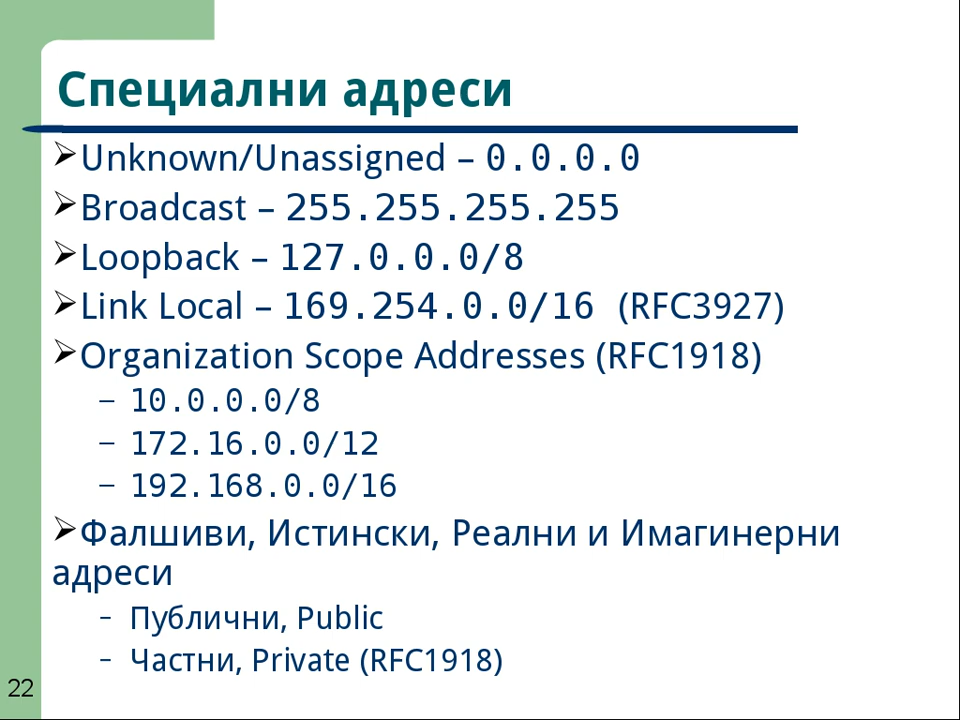 Специални адреси
Unknown/Unassigned – 0.0.0.0
Broadcast – 255.255.255.255
Loopback – 127.0.0.0/8
Link Local – 169.254.0.0/16 (RFC3927)
Organization Scope Addresses (RFC1918)
– 10.0.0.0/8
– 172.16.0.0/12
– 192.168.0.0/16
Фалшиви, Истински, Реални и Имагинерни
адреси
– Публични, Public
– Частни, Private (RFC1918)
22